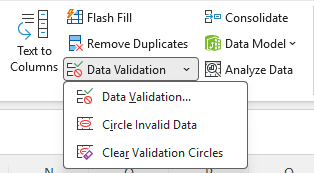 Text to
Columns
Flash Fill
Remove Duplicates
Data Validation
Consolidate
Data Model
Analyze Data
Data Validation...
Circle Invalid Data
Clear Validation Circles